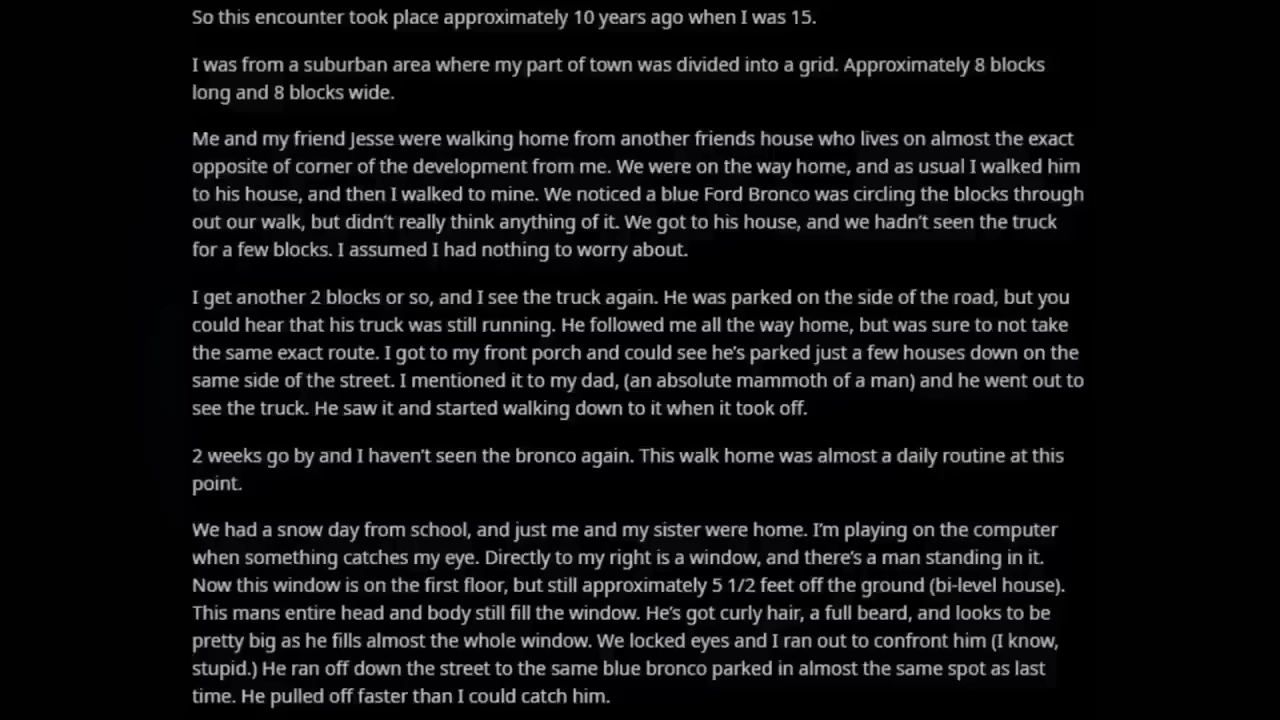 So this encounter took place approximately 10 years ago when I was 15.
I was from a suburban area where my part of town was divided into a grid. Approximately 8 blocks
long and 8 blocks wide.
Me and my friend Jesse were walking home from another friends house who lives on almost the exact
opposite of corner of the development from me. We were on the way home, and as usual I walked him
to his house, and then I walked to mine. We noticed a blue Ford Bronco was circling the blocks through
out our walk, but didn't really think anything of it. We got to his house, and we hadn't seen the truck
for a few blocks. I assumed I had nothing to worry about.
I get another 2 blocks or so, and I see the truck again. He was parked on the side of the road, but you
could hear that his truck was still running. He followed me all the way home, but was sure to not take
the same exact route. I got to my front porch and could see he's parked just a few houses down on the
same side of the street. I mentioned it to my dad, (an absolute mammoth of a man) and he went out to
see the truck. He saw it and started walking down to it when it took off.
2 weeks go by and I haven't seen the bronco again. This walk home was almost a daily routine at this
point.
We had a snow day from school, and just me and my sister were home. I'm playing on the computer
when something catches my eye. Directly to my right is a window, and there's a man standing in it.
Now this window is on the first floor, but still approximately 5 1/2 feet off the ground (bi-level house).
This mans entire head and body still fill the window. He's got curly hair, a full beard, and looks to be
pretty big as he fills almost the whole window. We locked eyes and I ran out to confront him (I know,
stupid.) He ran off down the street to the same blue bronco parked in almost the same spot as last
time. He pulled off faster than I could catch him.